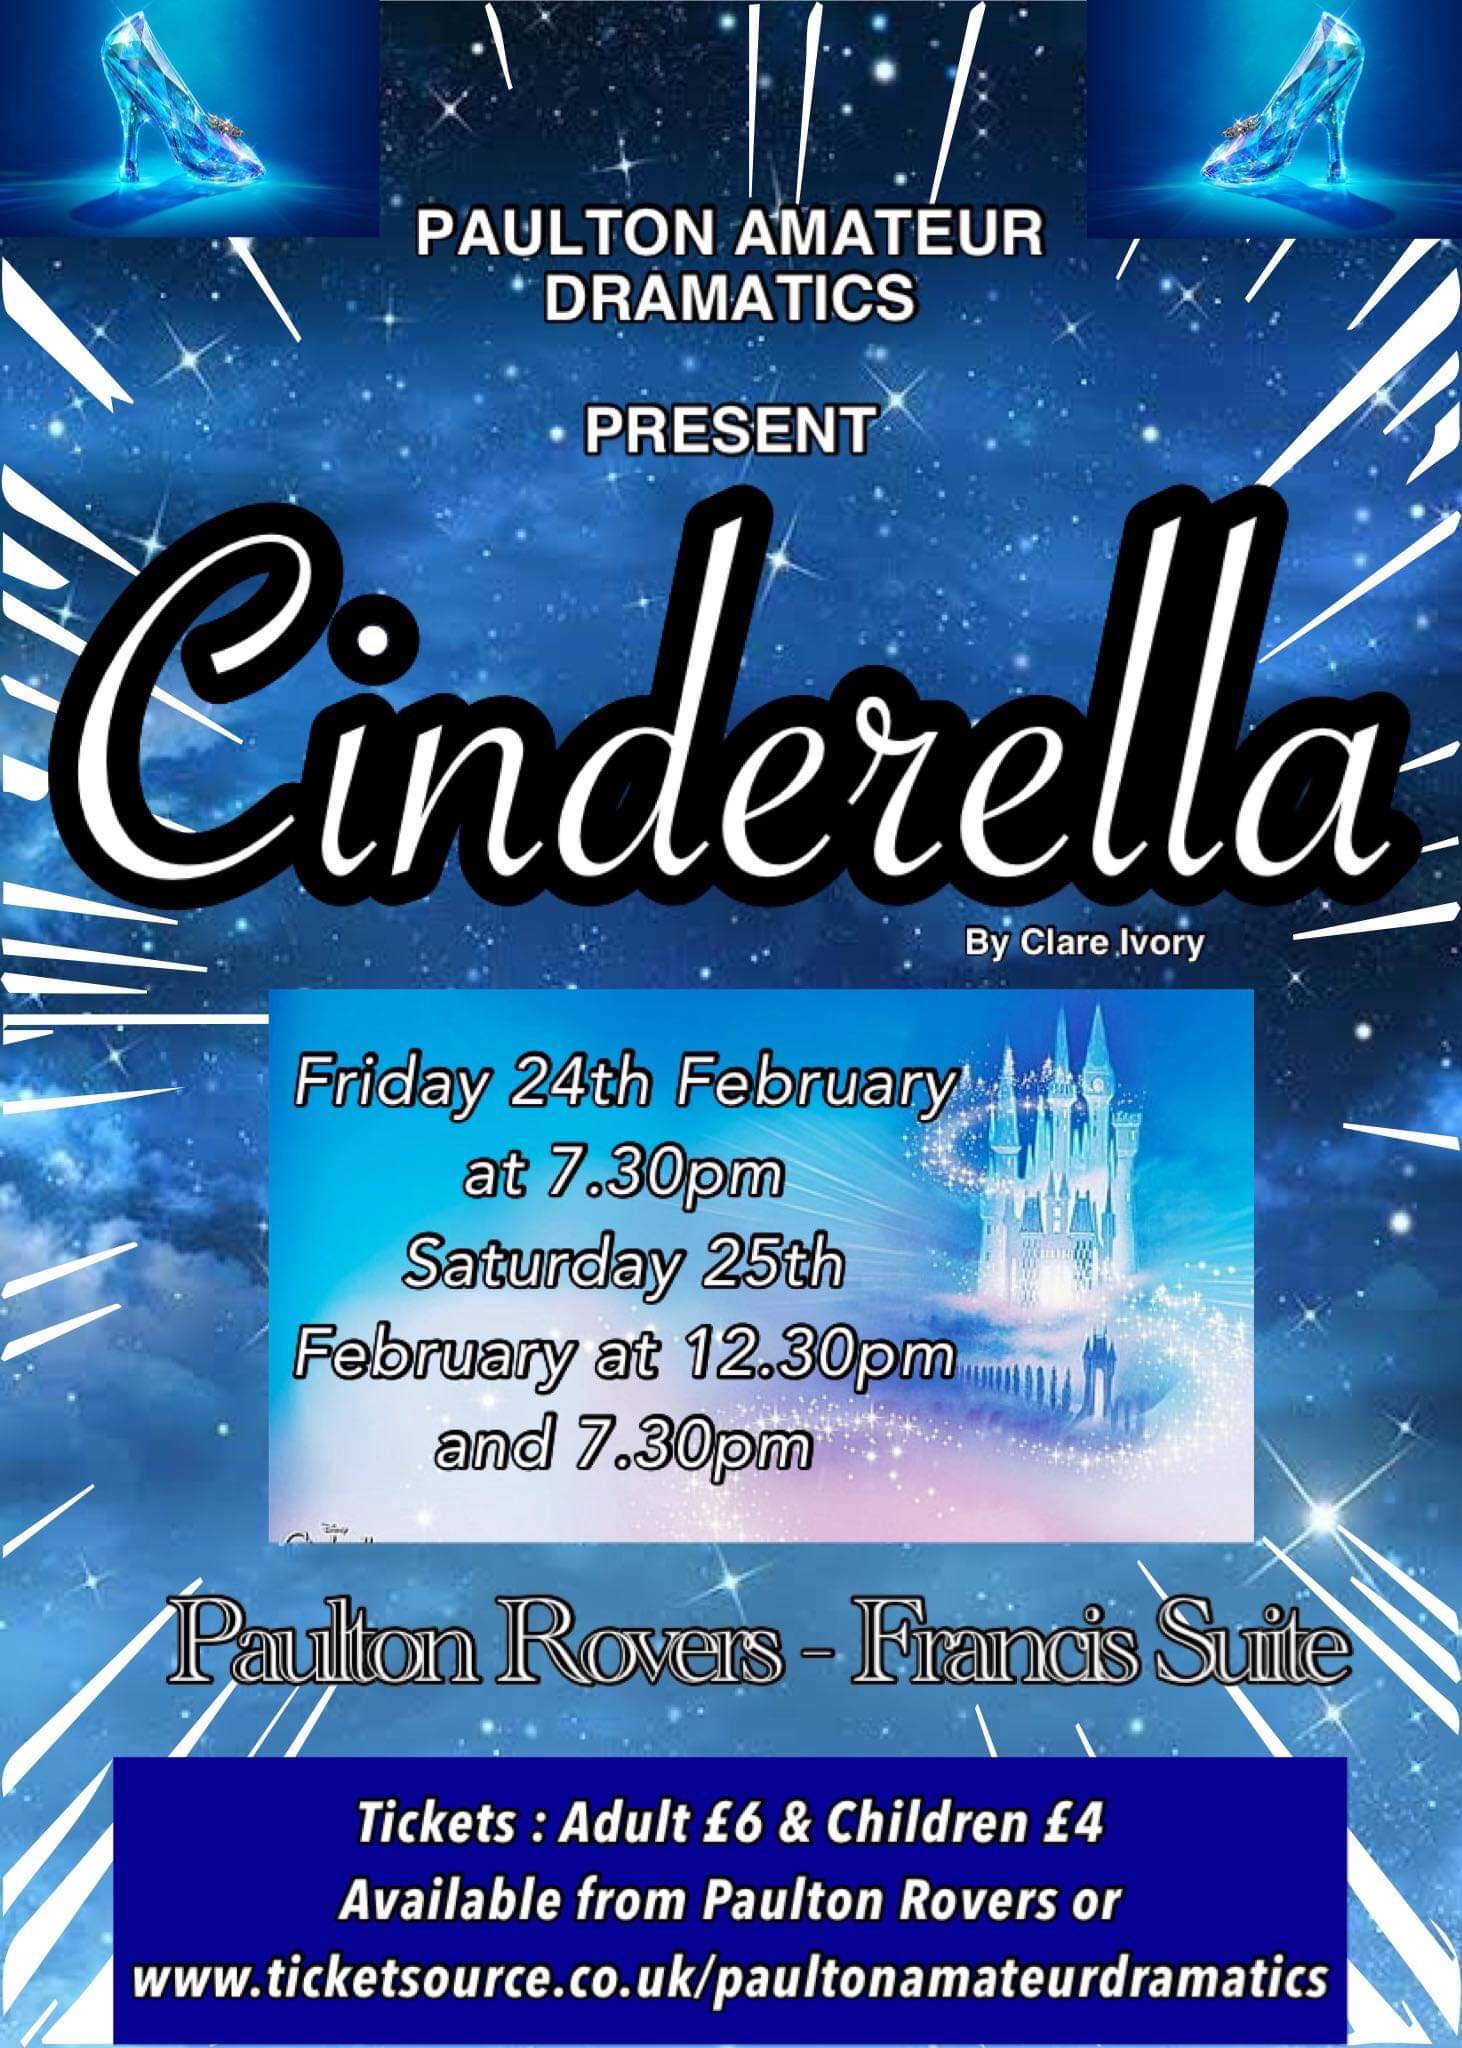 PAULTON AMATEUR
DRAMATICS
PRESENT
Cinderella
By Clare Ivory
Friday 24th February
at 7.30pm
Saturday 25th
February at 12.30pm
and 7.30pm
Disney
Paulton Rovers - Francis Suite
Tickets : Adult £6 & Children £4
Available from Paulton Rovers or
www.ticketsource.co.uk/paultonamateurdramatics